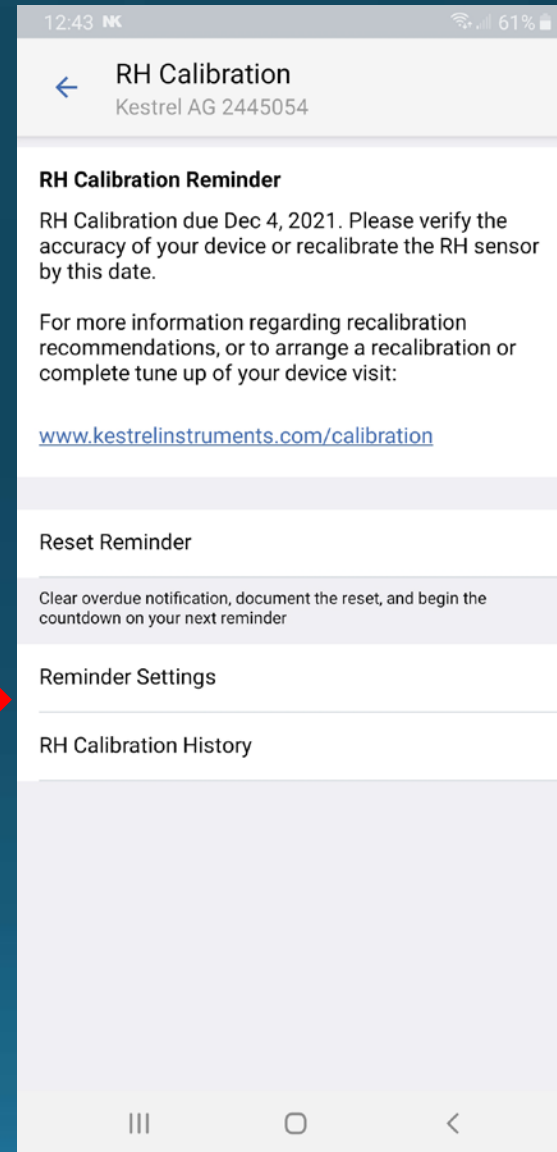 12:43 NK 61%
RH Calibration
Kestrel AG 2445054
RH Calibration Reminder
RH Calibration due Dec 4, 2021. Please verify the
accuracy of your device or recalibrate the RH sensor
by this date.
For more information regarding recalibration
recommendations, or to arrange a recalibration or
complete tune up of your device visit:
www.kestrelinstruments.com/calibration
Reset Reminder
Clear overdue notification, document the reset, and begin the
countdown on your next reminder
Reminder Settings
RH Calibration History